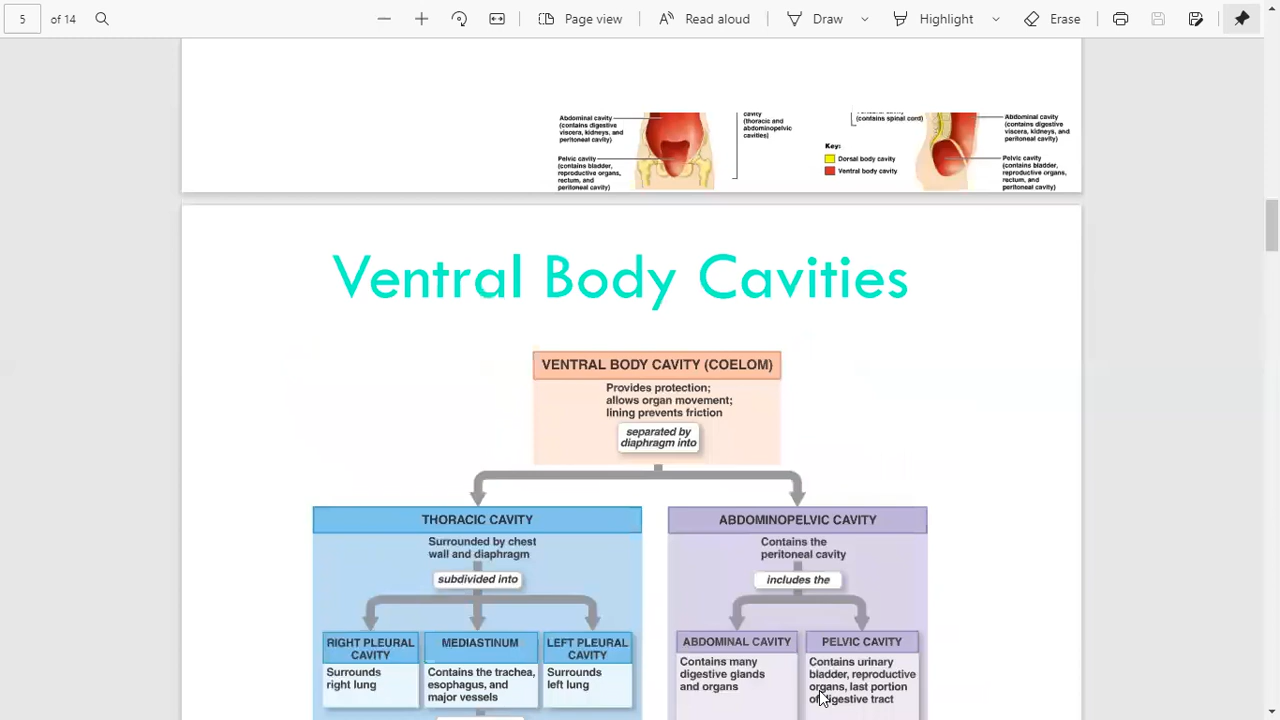 5 of 14 Page view Read aloud Draw Highlight Erase
Abdominal cavity
(contains digestive
viscera, kidneys, and
peritoneal cavity)
Pelvic cavity
(contains bladder,
reproductive organs,
rectum, and
peritoneal cavity)
cavity
(thoracic and
abdominopelvic
cavities)
(contains spinal cord)
Key:
Dorsal body cavity
Ventral body cavity
Abdominal cavity
(contains digestive
viscera, kidneys, and
peritoneal cavity)
Pelvic cavity
(contains bladder,
reproductive organs,
rectum, and
peritoneal cavity)
Ventral Body Cavities
VENTRAL BODY CAVITY (COELOM)
Provides protection;
allows organ movement;
lining prevents friction
separated by
diaphragm into
THORACIC CAVITY
Surrounded by chest
wall and diaphragm
subdivided into
RIGHT PLEURAL
CAVITY
Surrounds
right lung
MEDIASTINUM
Contains the trachea,
esophagus, and
major vessels
LEFT PLEURAL
CAVITY
Surrounds
left lung
ABDOMINOPELVIC CAVITY
Contains the
peritoneal cavity
includes the
ABDOMINAL CAVITY
Contains many
digestive glands
and organs
PELVIC CAVITY
Contains urinary
bladder, reproductive
organs, last portion
of digestive tract